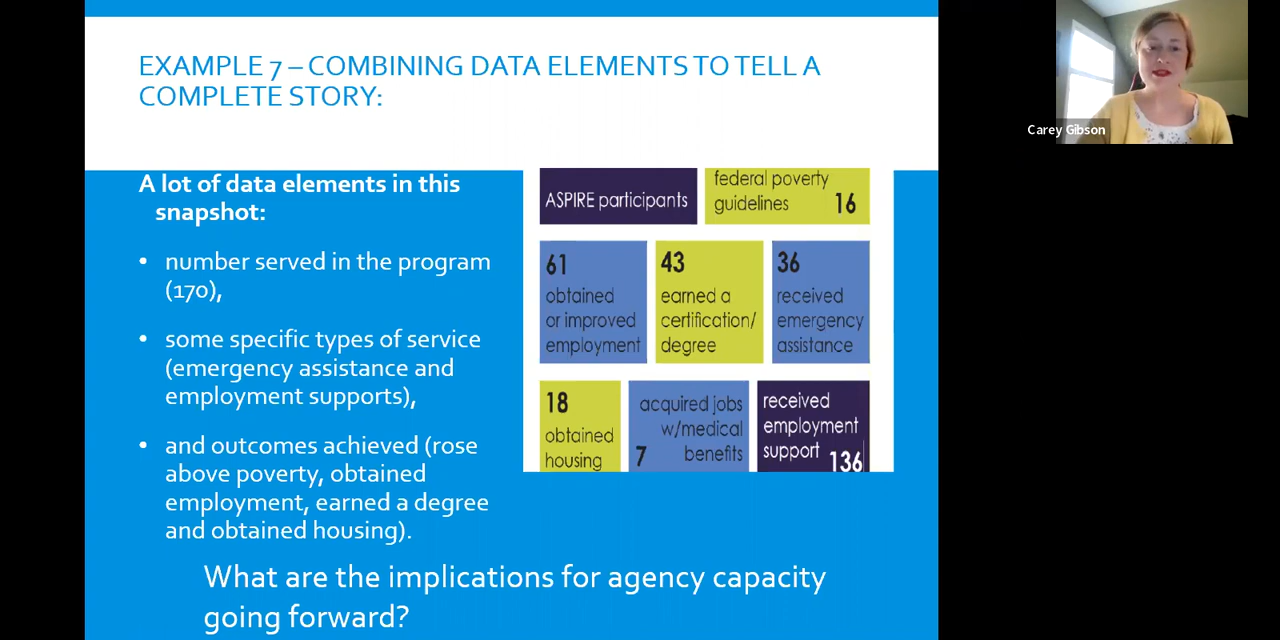 EXAMPLE 7 – COMBINING DATA ELEMENTS TO TELL A
COMPLETE STORY:
Carey Gibson
A lot of data elements in this
snapshot:
• number served in the program
(170),
• some specific types of service
(emergency assistance and
employment supports),
• and outcomes achieved (rose
above poverty, obtained
employment, earned a degree
and obtained housing).
ASPIRE participants
federal poverty
guidelines 16
61
obtained
or improved
employment
43
earned a
certification/
degree
36
received
emergency
assistance
18
obtained
housing
acquired jobs
w/medical
benefits
7
received
employment
support 136
What are the implications for agency capacity
going forward?